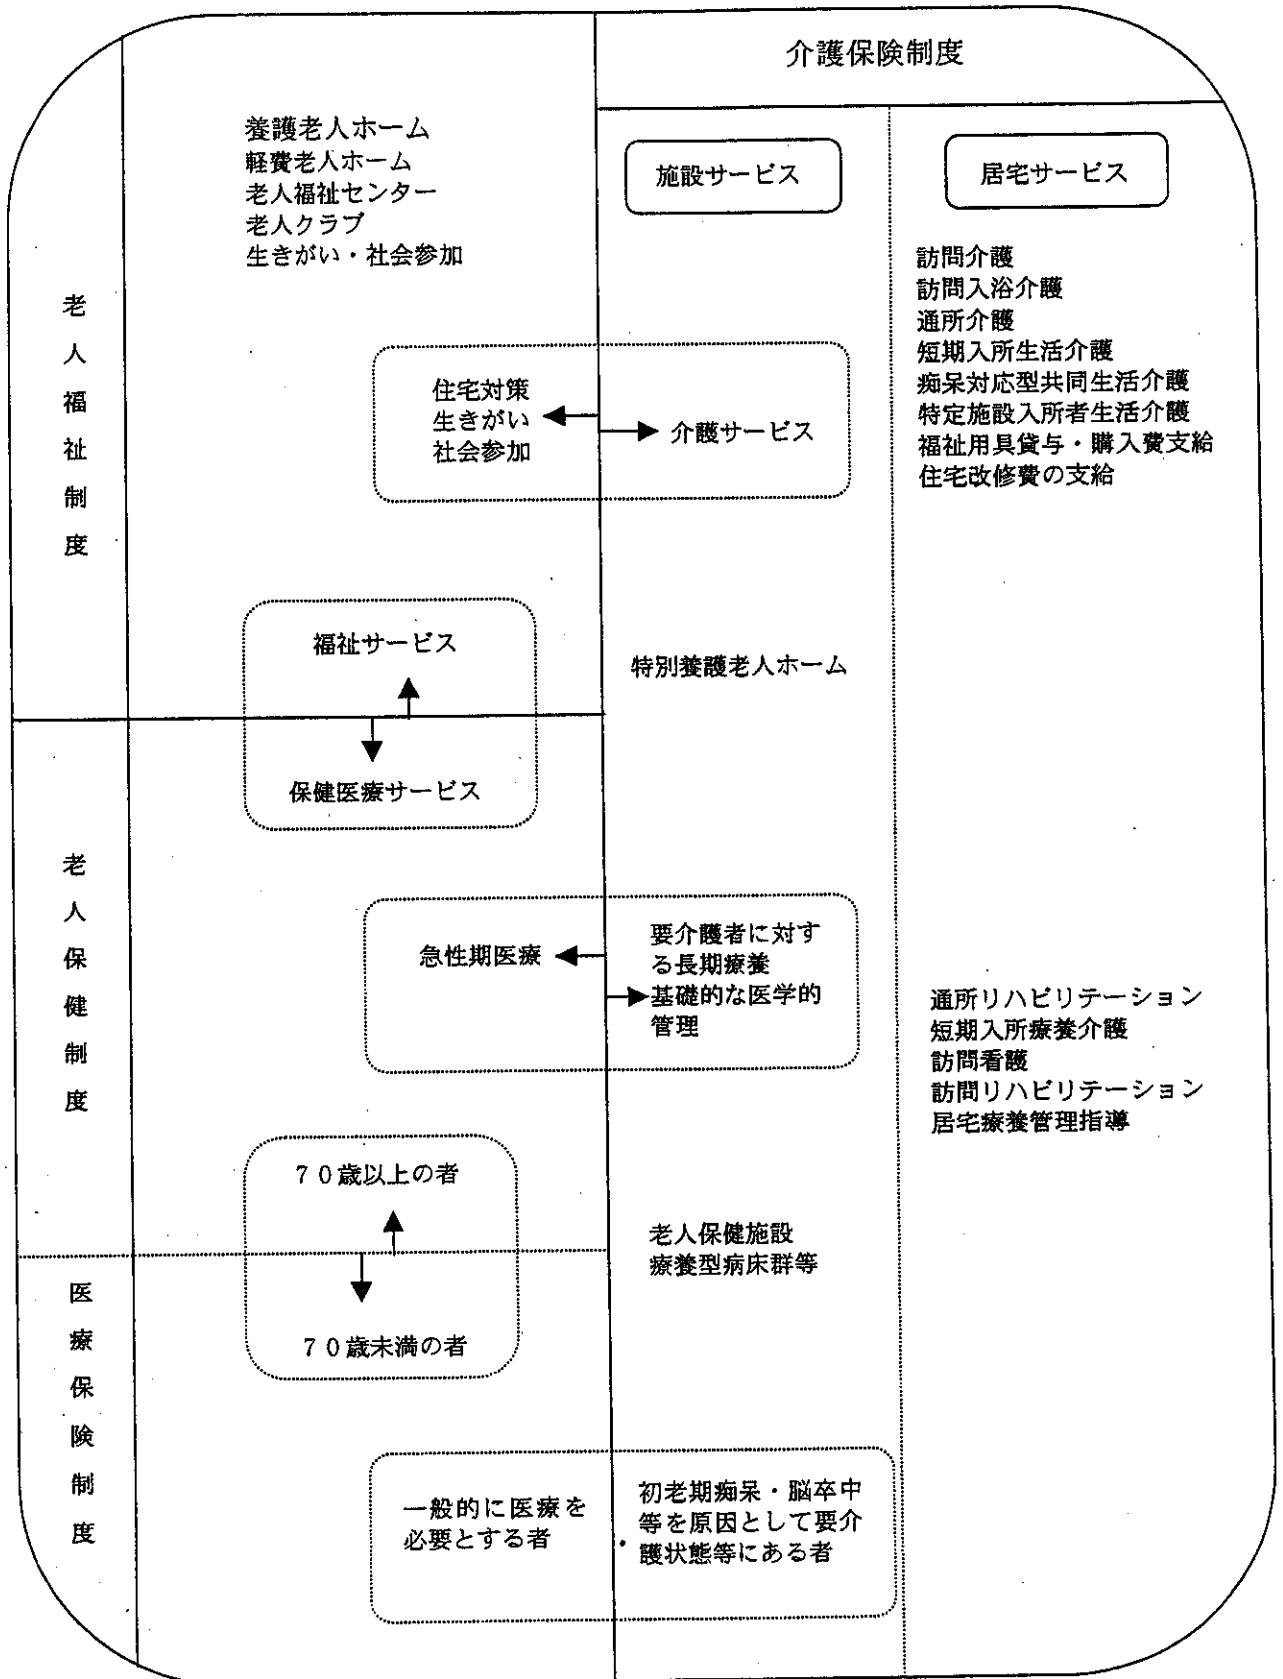 介護保険制度
養護老人ホーム
軽費老人ホーム
老人福祉センター
老人クラブ
生きがい・社会参加
施設サービス
居宅サービス
訪問介護
訪問入浴介護
通所介護
短期入所生活介護
痴呆対応型共同生活介護
特定施設入所者生活介護
福祉用具貸与・購入費支給
住宅改修費の支給
老人福祉制度
住宅対策
生きがい
社会参加
介護サービス
福祉サービス
特別養護老人ホーム
保健医療サービス
老人保健制度
急性期医療
要介護者に対す
る長期療養
基礎的な医学的
管理
通所リハビリテーション
短期入所療養介護
訪問看護
訪問リハビリテーション
居宅療養管理指導
70歳以上の者
老人保健施設
療養型病床群等
70歳未満の者
医療保険制度
一般的に医療を
必要とする者
初老期痴呆・脳卒中
等を原因として要介
護状態等にある者